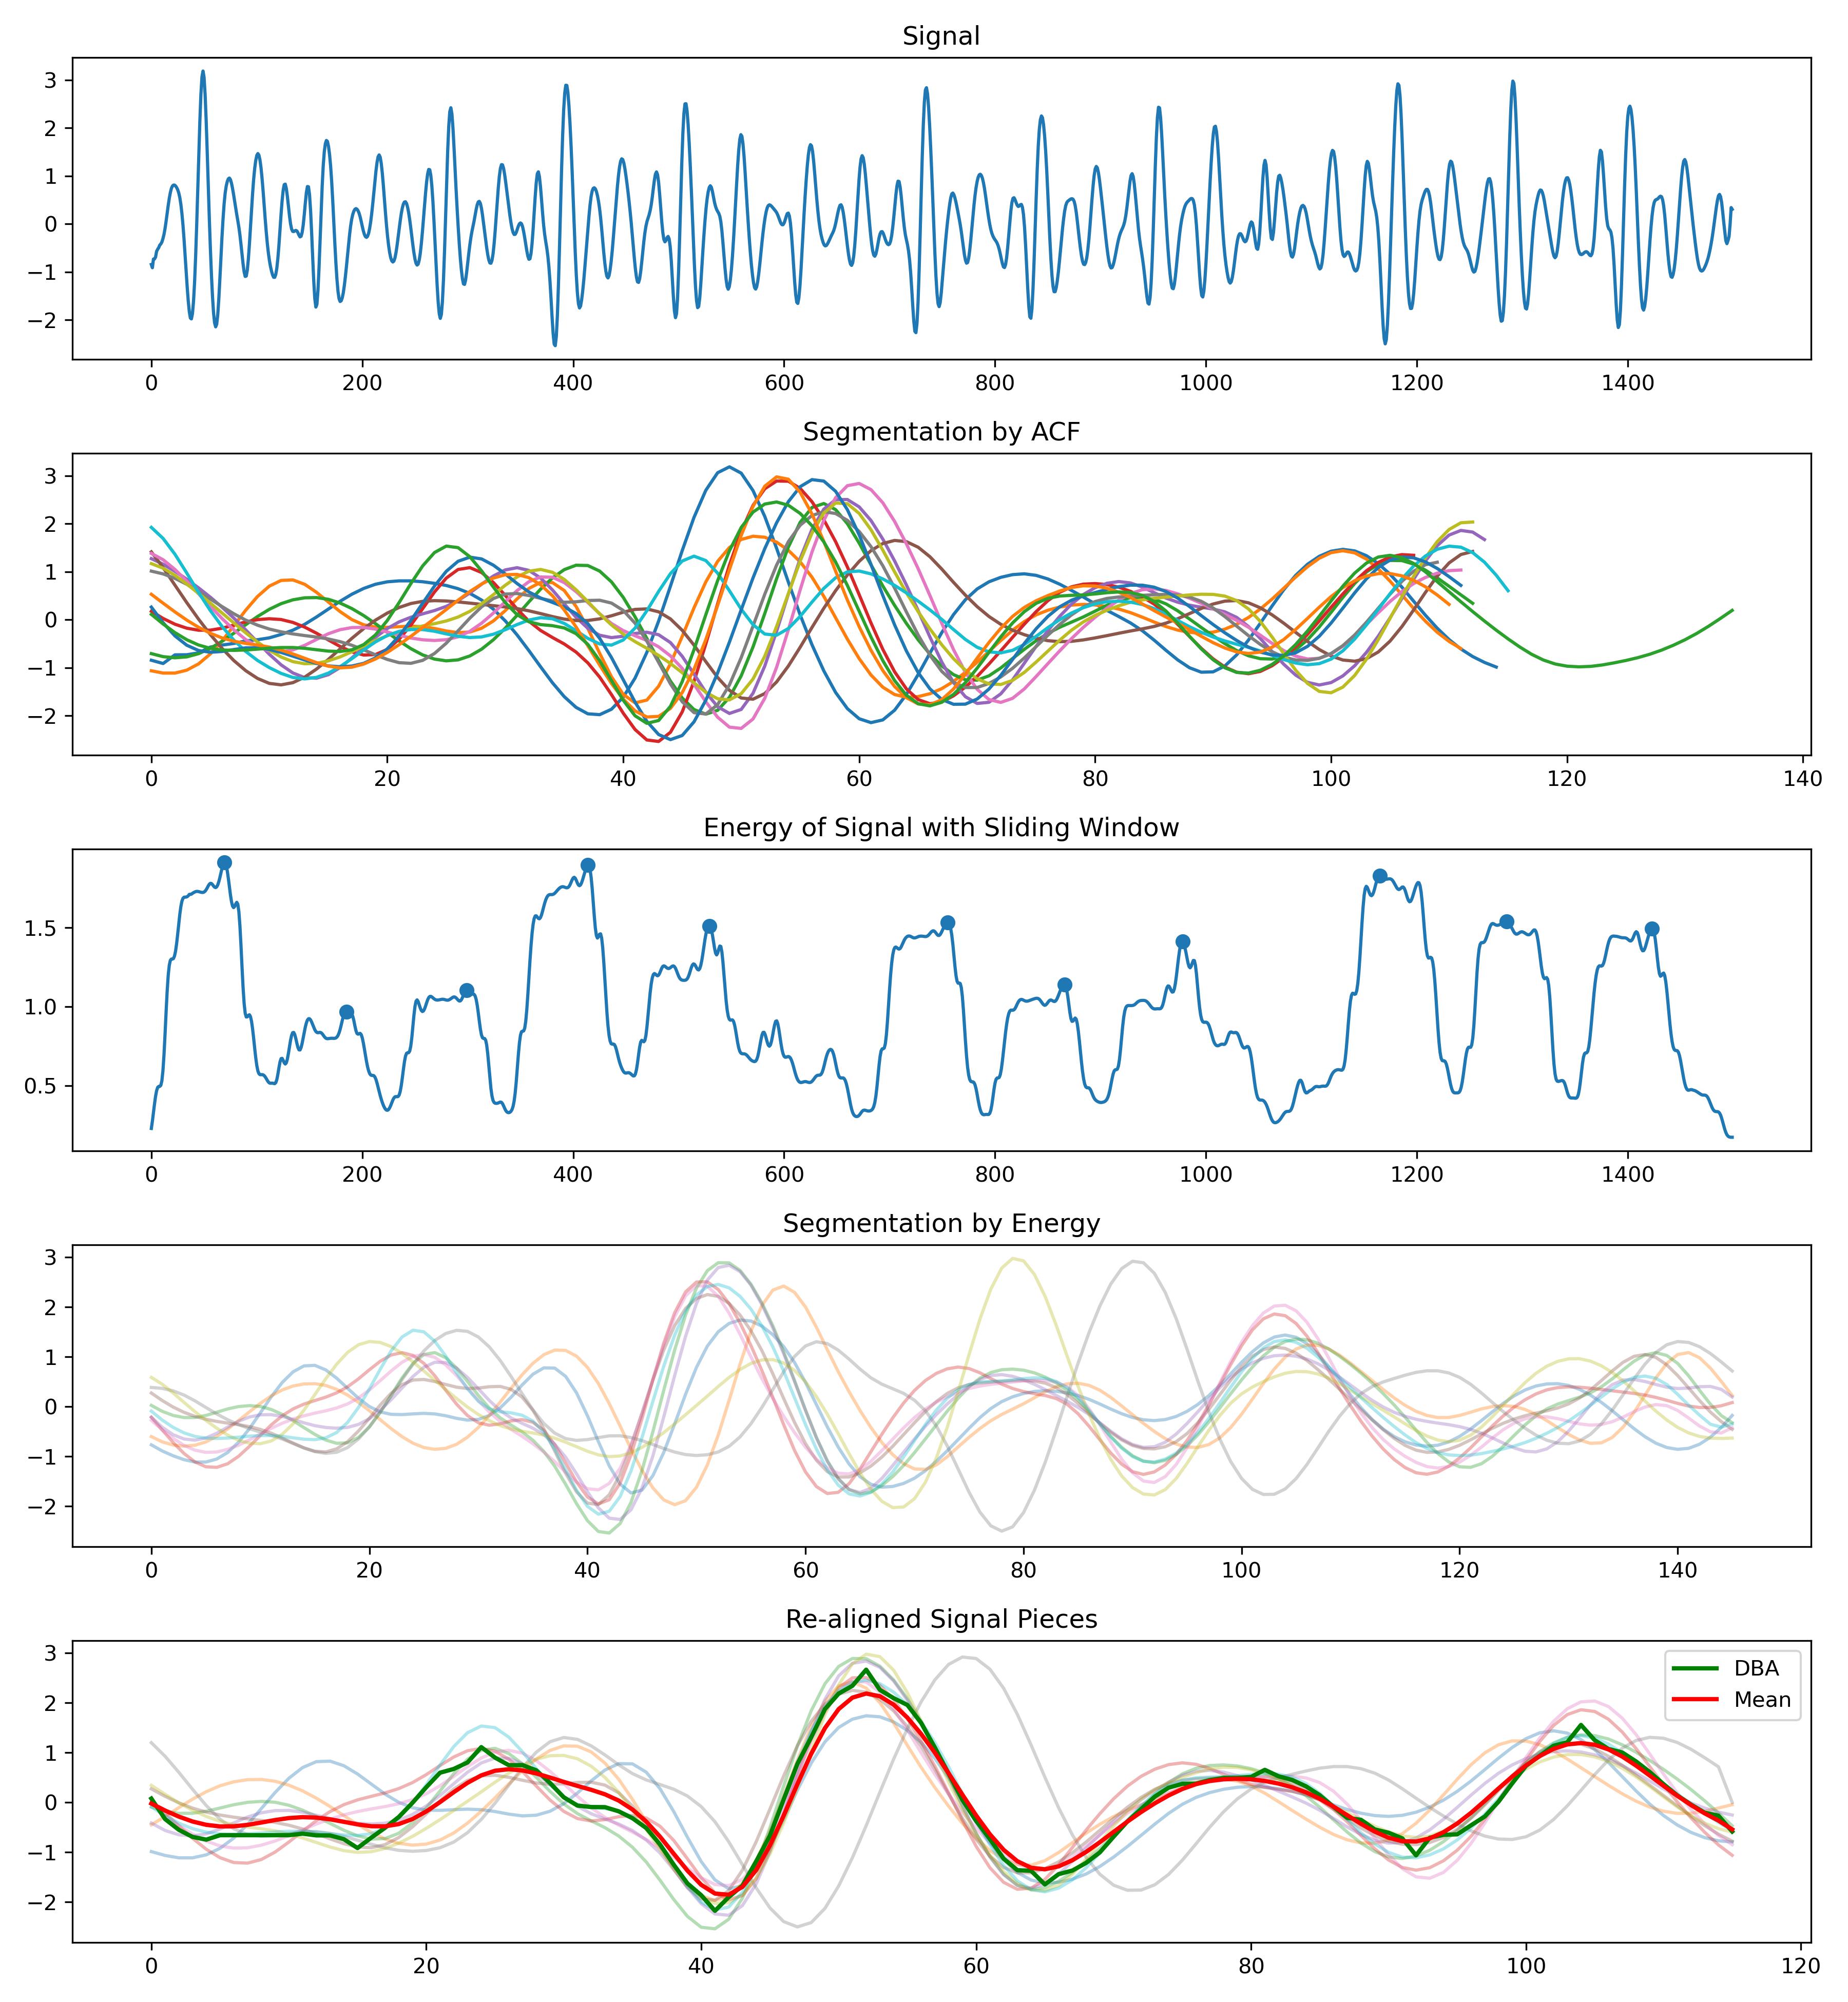 Signal
3
2
1
0
−1
−2
0 200 400 600 800 1000 1200 1400
Segmentation by ACF
3
2
1
0
−1
−2
0 20 40 60 80 100 120 140
Energy of Signal with Sliding Window
1.5
1.0
0.5
0 200 400 600 800 1000 1200 1400
Segmentation by Energy
3
2
1
0
−1
−2
0 20 40 60 80 100 120 140
Re-aligned Signal Pieces
3
2
1
0
−1
−2
DBA
Mean
0 20 40 60 80 100 120